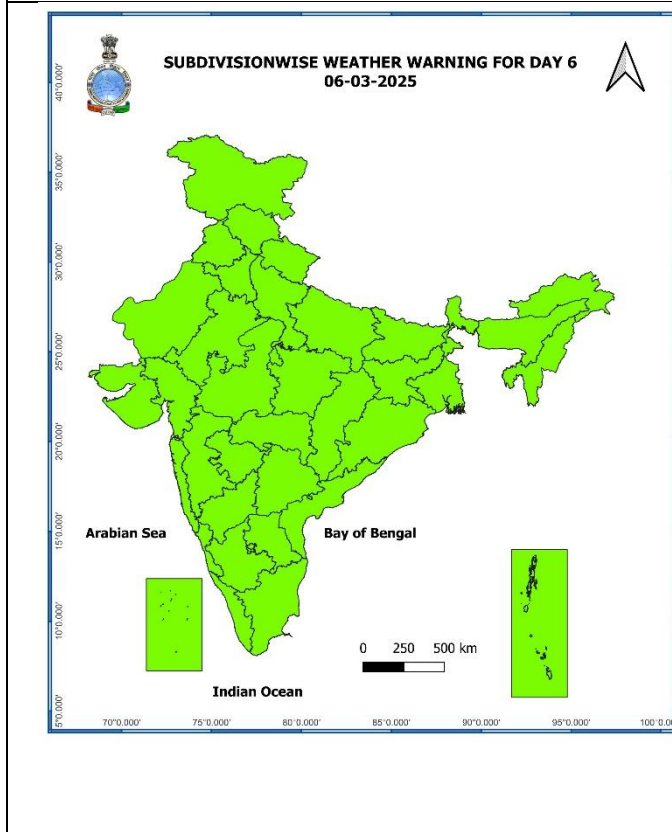 SUBDIVISIONWISE WEATHER WARNING FOR DAY 6
06-03-2025
40°0.000'
35°0.000'
30°0.000'
25°0.000'
20°0.000'
15°0.000'
10°0.000'
5°0.000'
Arabian Sea
Bay of Bengal
0 250 500 km
Indian Ocean
70°0.000' 75°0.000' 80°0.000' 85°0.000' 90°0.000' 95°0.000'